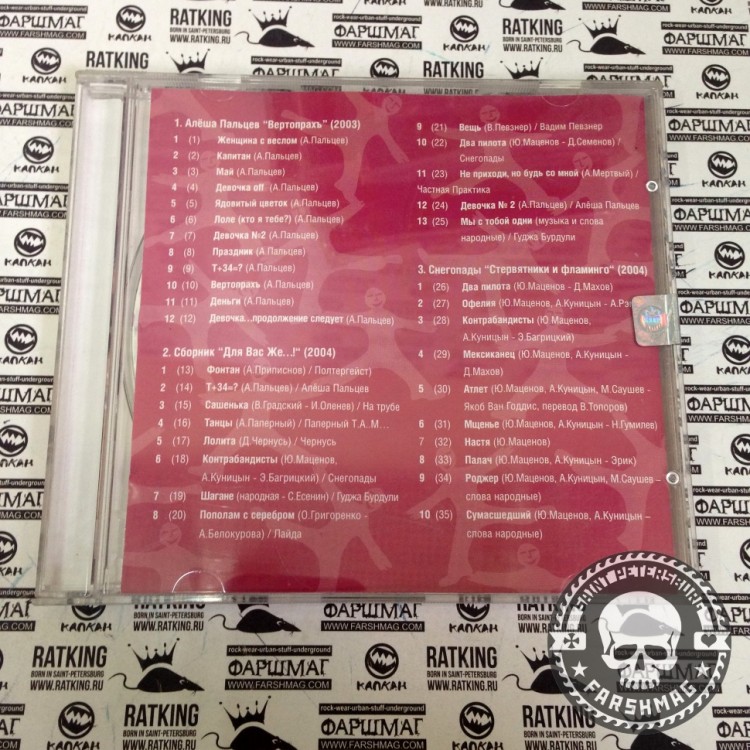 1. Алёша Пальцев "Вертопрахъ" (2003)
1 (1) Женщина с веслом (А.Пальцев)
2 (2) Капитан (А.Пальцев)
3 (3) Май (А.Пальцев)
4 (4) Девочка off (А.Пальцев)
5 (5) Ядовитый цветок (А.Пальцев)
6 (6) Лоле (кто я тебе?) (А.Пальцев)
7 (7) Девочка №2 (А.Пальцев)
8 (8) Праздник (А.Пальцев)
9 (9) Т+34=? (А.Пальцев)
10 (10) Вертопрахъ (А.Пальцев)
11 (11) Деньги (А.Пальцев)
12 (12) Девочка...продолжение следует (А.Пальцев)
2. Сборник "Для Вас Же...!" (2004)
1 (13) Фонтан (А.Приписнов) / Полтергейст)
2 (14) Т+34=? (А.Пальцев) / Алёша Пальцев
3 (15) Сашенька (В.Градский - И.Оленев) / На трубе
4 (16) Танцы (А.Паперный) / Паперный Т.А.М...
5 (17) Лолита (Д.Чернусь) / Чернусь
6 (18) Контрабандисты (Ю.Маценов,
А.Куницын - Э.Багрицкий) / Снегопады
7 (19) Шагане (народная - С.Есенин) / Гуджа Бурдули
8 (20) Пополам с серебром (О.Григоренко -
А.Белокурова) / Лайда
9 (21) Вещь (В.Певзнер) / Вадим Певзнер
10 (22) Два пилота (Ю.Маценов - Д.Семенов) /
Снегопады
11 (23) Не приходи, но будь со мной (А.Мертвый) /
Частная Практика
12 (24) Девочка № 2 (А.Пальцев) / Алёша Пальцев
13 (25) Мы с тобой одни (музыка и слова
народные) / Гуджа Бурдули
3. Снегопады "Стервятники и фламинго" (2004)
1 (26) Два пилота (Ю.Маценов - Д.Махов)
2 (27) Офелия (Ю.Маценов, А.Куницын -
3 (28) Контрабандисты (Ю.Маценов,
А.Куницын - Э.Багрицкий)
4 (29) Мексиканец (Ю.Маценов, А.Куницын -
Д.Махов)
5 (30) Атлет (Ю.Маценов, А.Куницын, М.Саушев -
Якоб Ван Годдис, перевод В.Топоров)
6 (31) Мщенье (Ю.Маценов, А.Куницын - Н.Гумилев)
7 (32) Настя (Ю.Маценов)
8 (33) Палач (Ю.Маценов, А.Куницын - Эрик)
9 (34) Роджер (Ю.Маценов, А.Куницын, М.Саушев –
слова народные)
10 (35) Сумасшедший (Ю.Маценов, А.Куницын –
слова народные)
RATKING
BORN IN SAINT-PETERSBURG
WWW.RATKING.RU
rock-wear-urban-stuff-underground
ФАРШМАГ
WWW.FARSHMAG.COM
КАПКАН
SAINT PETERSBURG
FARSHMAG